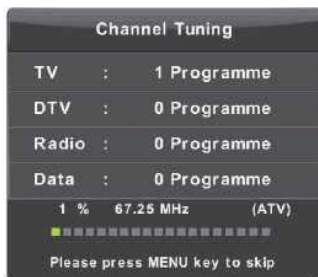 Channel Tuning
TV : 1 Programme
DTV : 0 Programme
Radio : 0 Programme
Data : 0 Programme
1 % 67.25 MHz (ATV)
Please press MENU key to skip